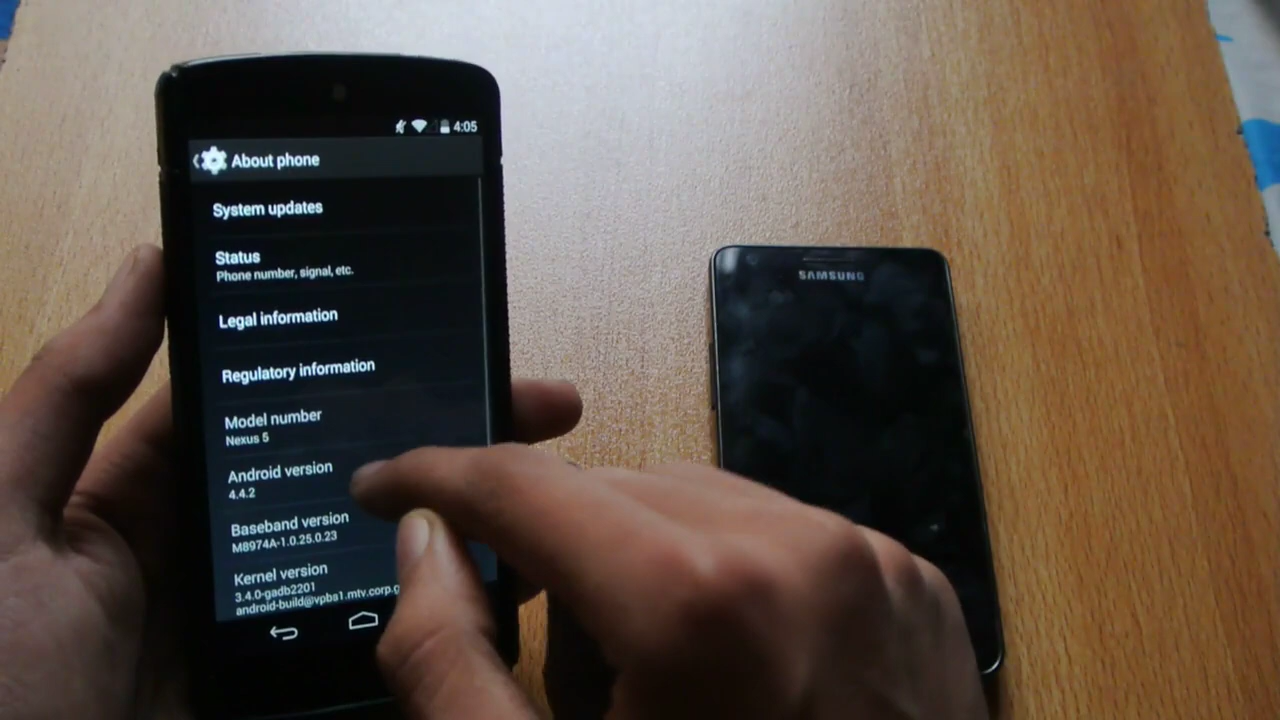 4:05
About phone
System updates
Status
Phone number, signal, etc.
Legal information
Regulatory information
Model number
Nexus 5
Android version
4.4.2
Baseband version
M8974A-1.0.25.0.23
Kernel version
3.4.0-gadb2201
android-build@vpba1.mtv.corp.g
SAMSUNG